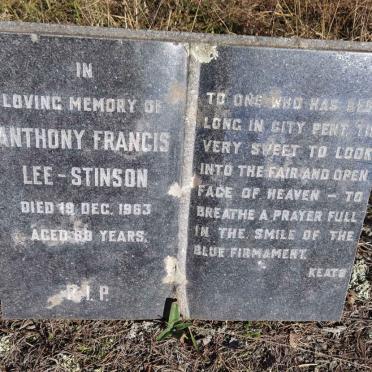 IN
LOVING MEMORY OF
ANTHONY FRANCIS
LEE-STINSON
DIED 19 DEC. 1963
AGED 69 YEARS.
R.I.P.
TO ONE WHO HAS BEEN
LONG IN CITY PENT TIS
VERY SWEET TO LOOK
INTO THE FAIR AND OPEN
FACE OF HEAVEN - TO
BREATHE A PRAYER FULL
IN THE SMILE OF THE
BLUE FIRMAMENT.
KEATS